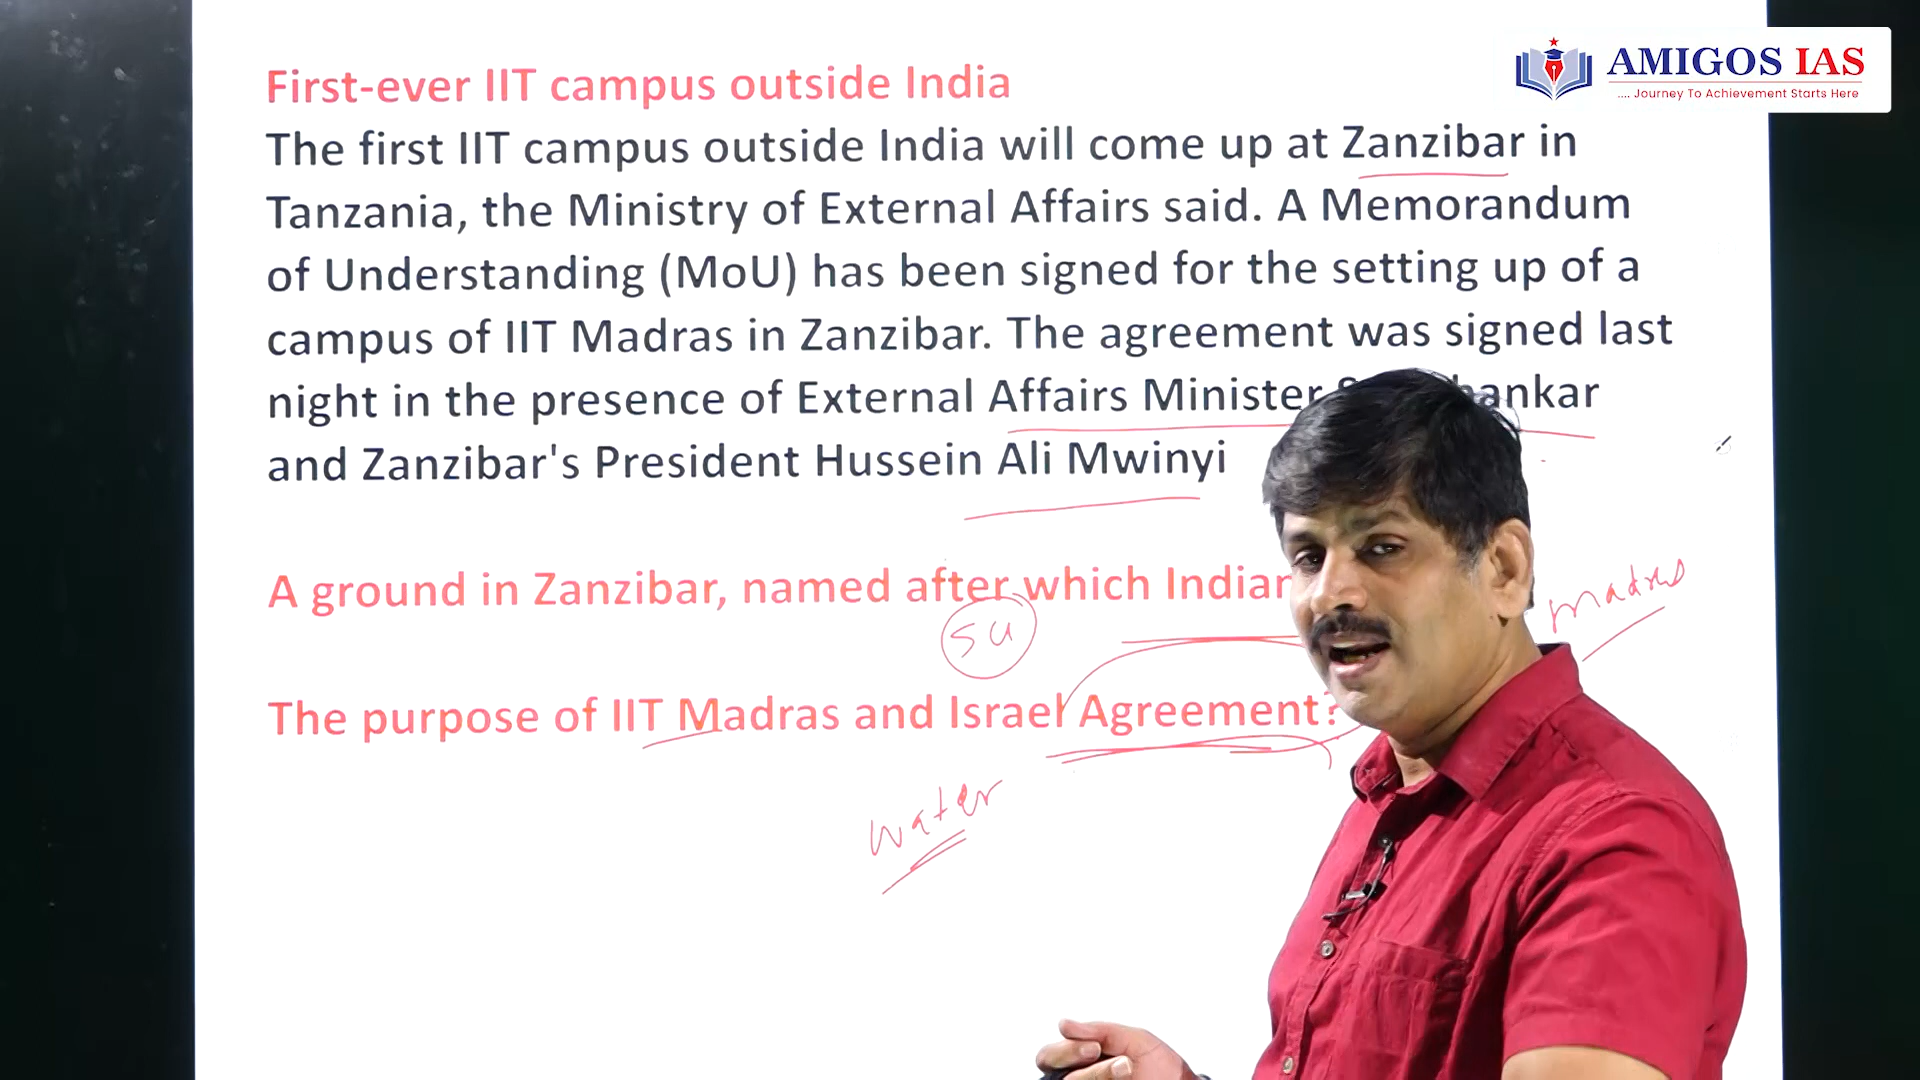 AMIGOS IAS
.... Journey To Achievement Starts Here
First-ever IIT campus outside India
The first IIT campus outside India will come up at Zanzibar in
Tanzania, the Ministry of External Affairs said. A Memorandum
of Understanding (MoU) has been signed for the setting up of a
campus of IIT Madras in Zanzibar. The agreement was signed last
night in the presence of External Affairs Minister
and Zanzibar's President Hussein Ali Mwinyi
A ground in Zanzibar, named after which Indian
madras
The purpose of IIT Madras and Israel Agreement?
water